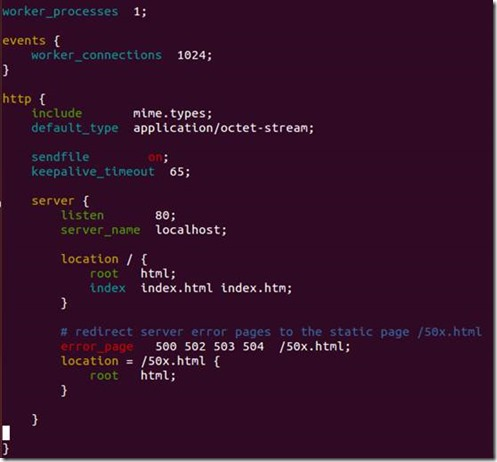 worker_processes  1;
events {
    worker_connections  1024;
}
http {
    include       mime.types;
    default_type  application/octet-stream;
    sendfile        on;
    keepalive_timeout  65;
    server {
        listen       80;
        server_name  localhost;
        location / {
            root   html;
            index  index.html index.htm;
        }
        # redirect server error pages to the static page /50x.html
        error_page   500 502 503 504  /50x.html;
        location = /50x.html {
            root   html;
        }
    }
}